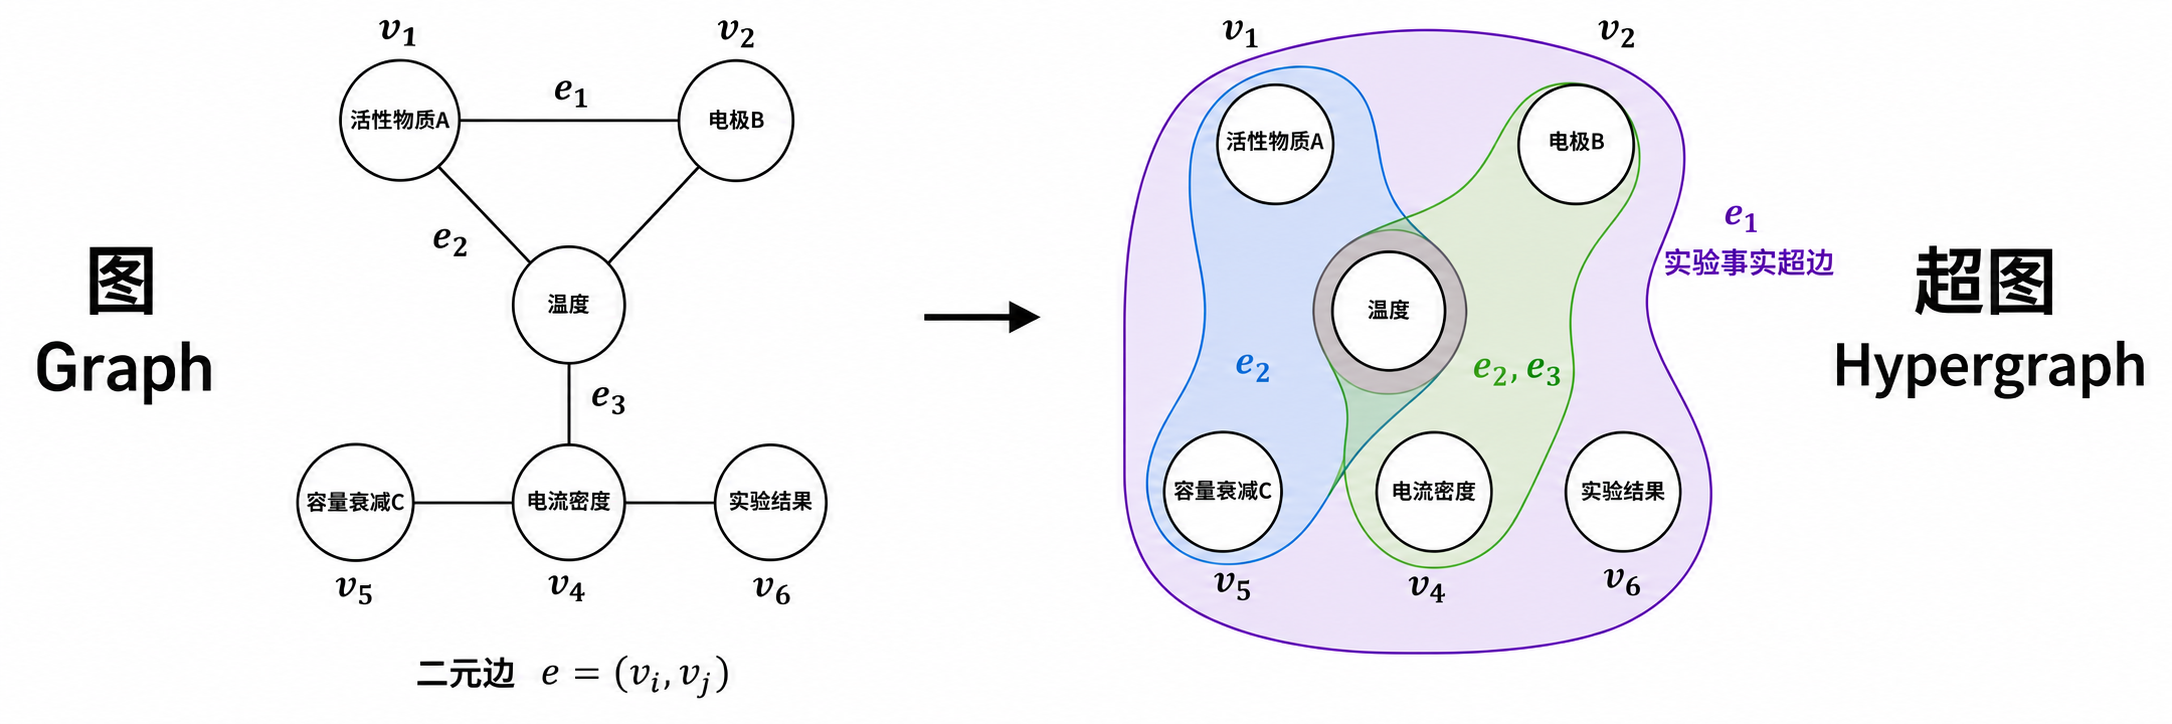 图
Graph
v₁
v₂
活性物质A
e₁
电极B
e₂
温度
e₃
容量衰减C
电流密度
实验结果
v₅
v₄
v₆
二元边 e = (vᵢ, vⱼ)
v₁
v₂
活性物质A
电极B
e₁
实验事实超边
温度
e₂
e₂, e₃
容量衰减C
电流密度
实验结果
v₅
v₄
v₆
超图
Hypergraph